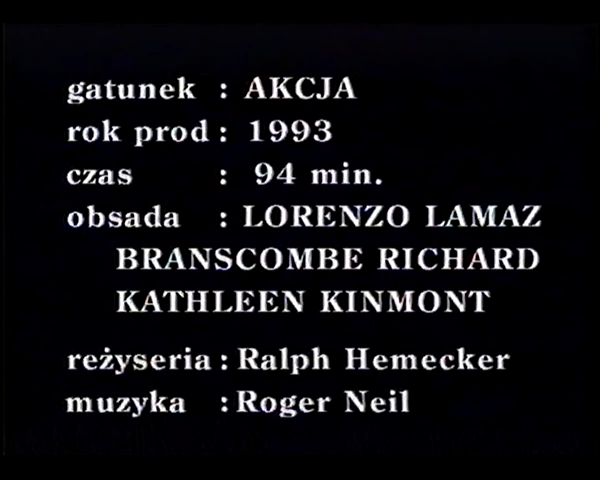 gatunek : AKCJA
rok prod : 1993
czas : 94 min.
obsada : LORENZO LAMAZ
BRANSCOMBE RICHARD
KATHLEEN KINMONT
reżyseria : Ralph Hemecker
muzyka : Roger Neil